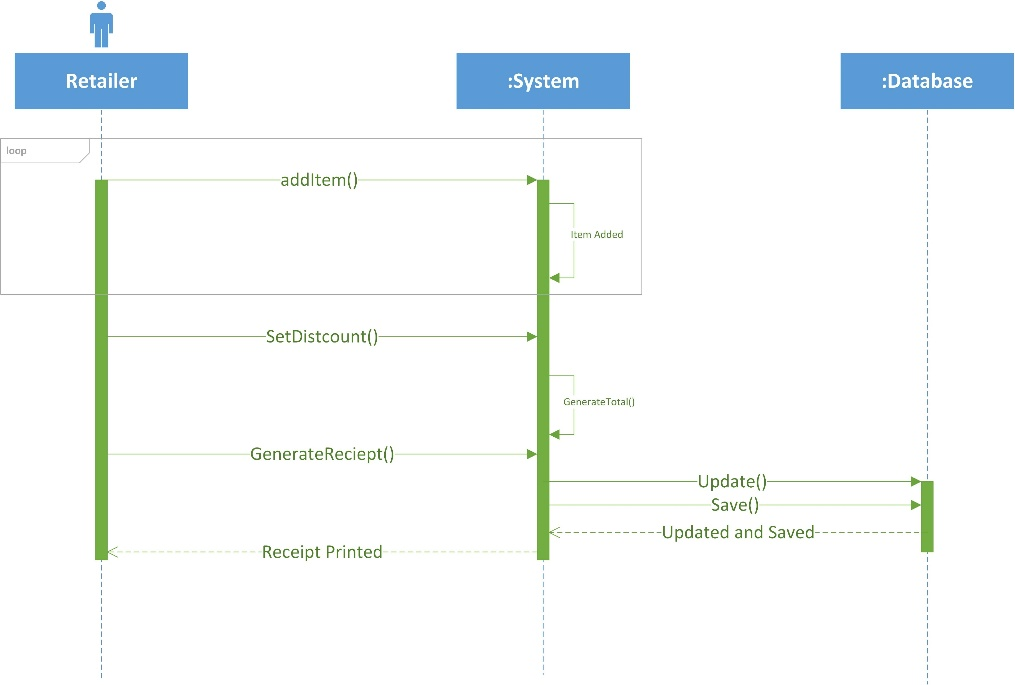 Retailer
:System
:Database
loop
addItem()
Item Added
SetDistcount()
GenerateTotal()
GenerateReciept()
Update()
Save()
Updated and Saved
Receipt Printed